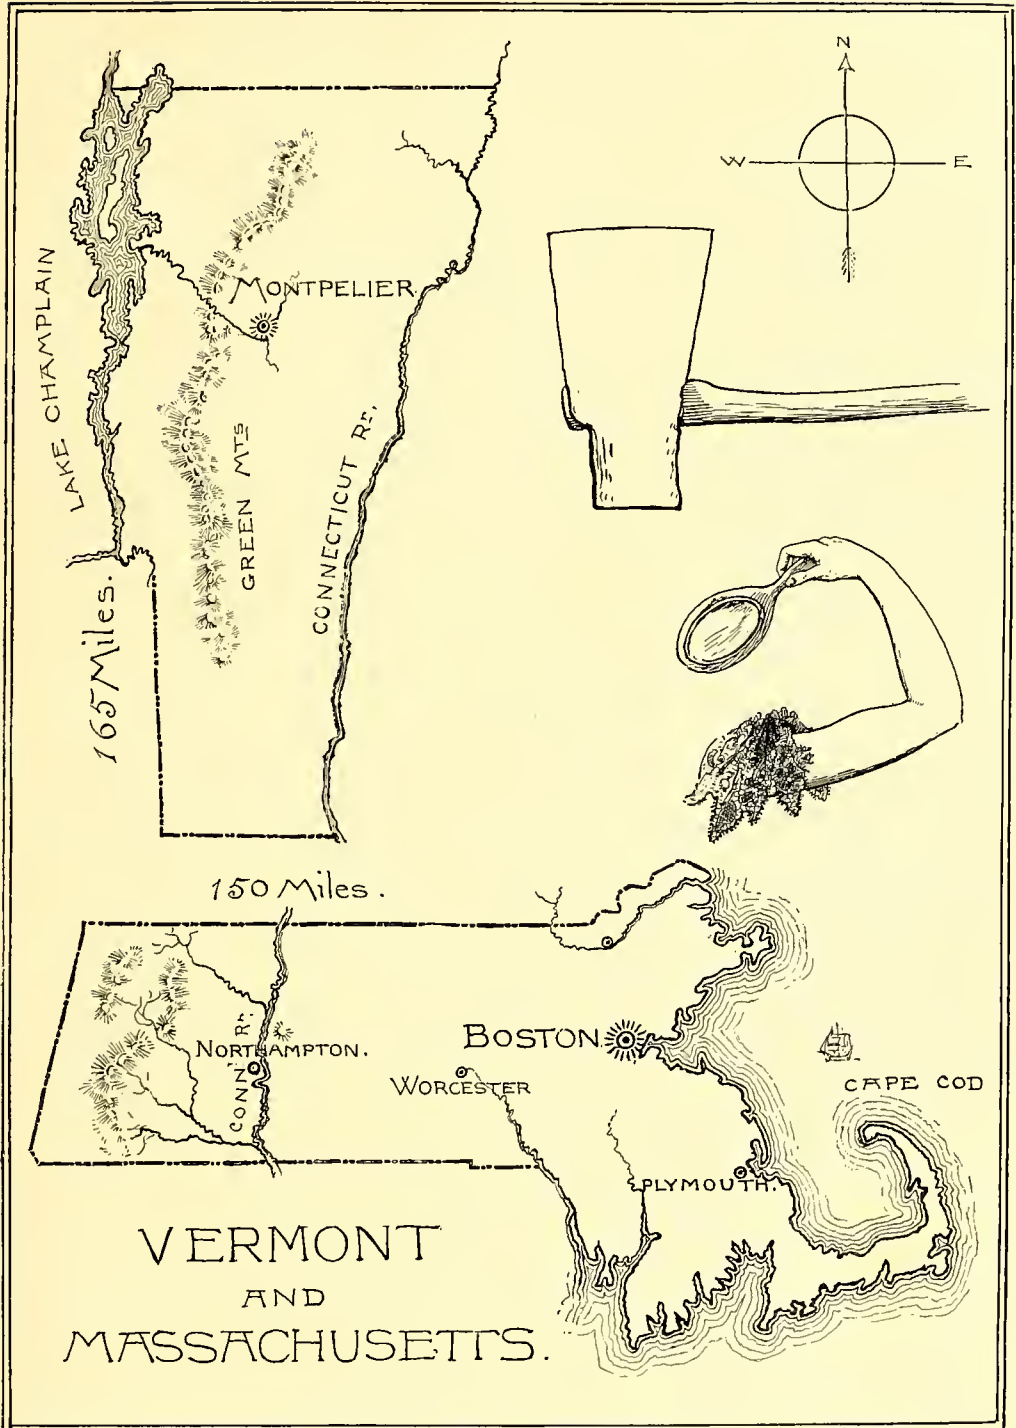 N
W E
LAKE CHAMPLAIN
MONTPELIER.
GREEN MTS
CONNECTICUT Rr.
165 Miles.
150 Miles.
CONN. Rr.
NORTHAMPTON.
BOSTON.
WORCESTER
CAPE COD
PLYMOUTH.
VERMONT
AND
MASSACHUSETTS.